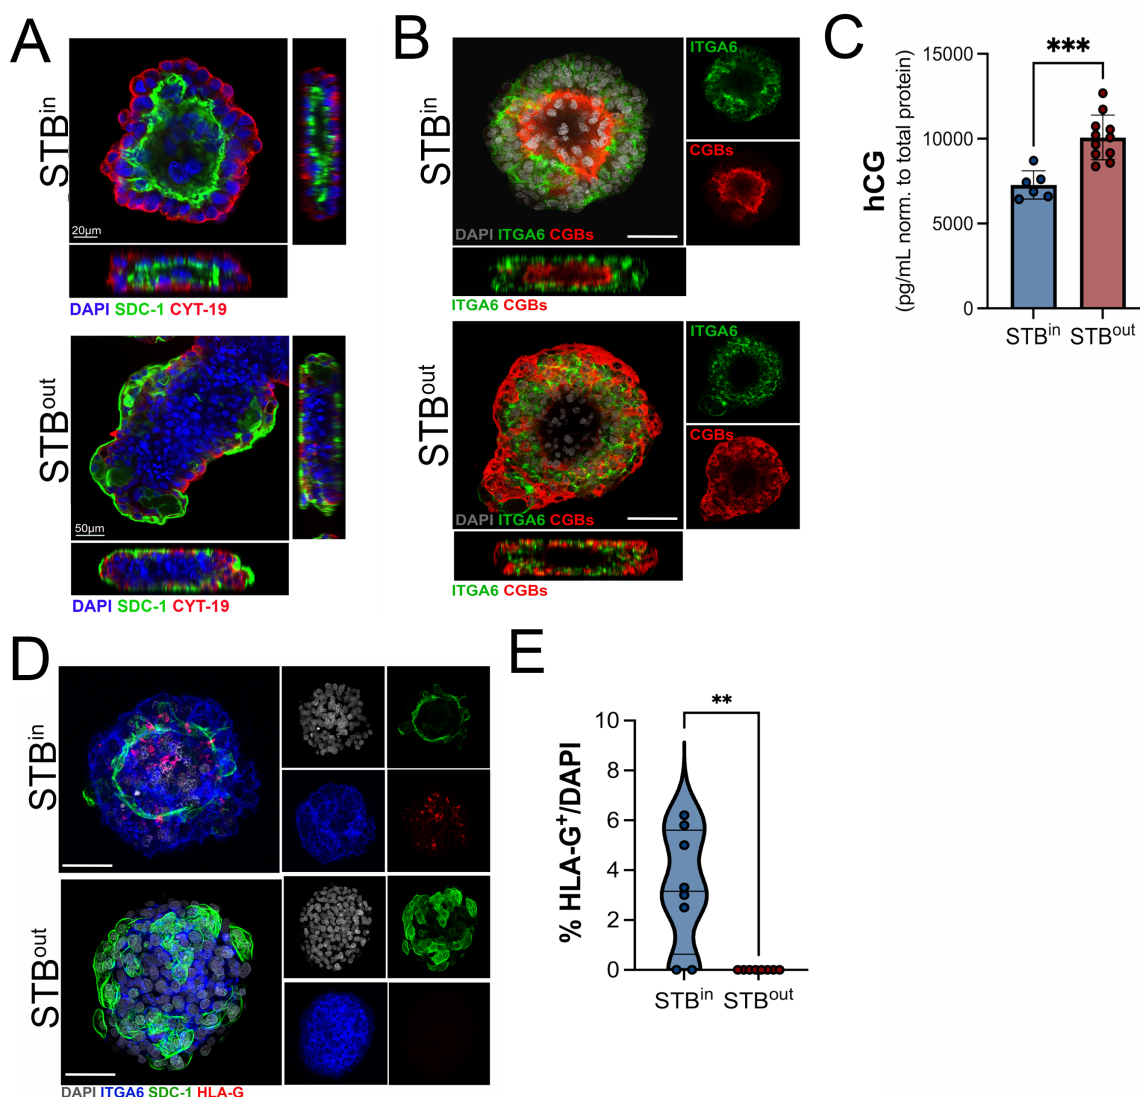 A
STBin
20µm
DAPI SDC-1 CYT-19
STBout
50µm
DAPI SDC-1 CYT-19
B
STBin
DAPI ITGA6 CGBs
ITGA6
CGBs
ITGA6 CGBs
STBout
DAPI ITGA6 CGBs
ITGA6
CGBs
ITGA6 CGBs
C
***
hCG
(pg/mL norm. to total protein)
15000
10000
5000
0
STBin
STBout
D
STBin
STBout
DAPI ITGA6 SDC-1 HLA-G
E
**
% HLA-G+/DAPI
10
8
6
4
2
0
STBin
STBout